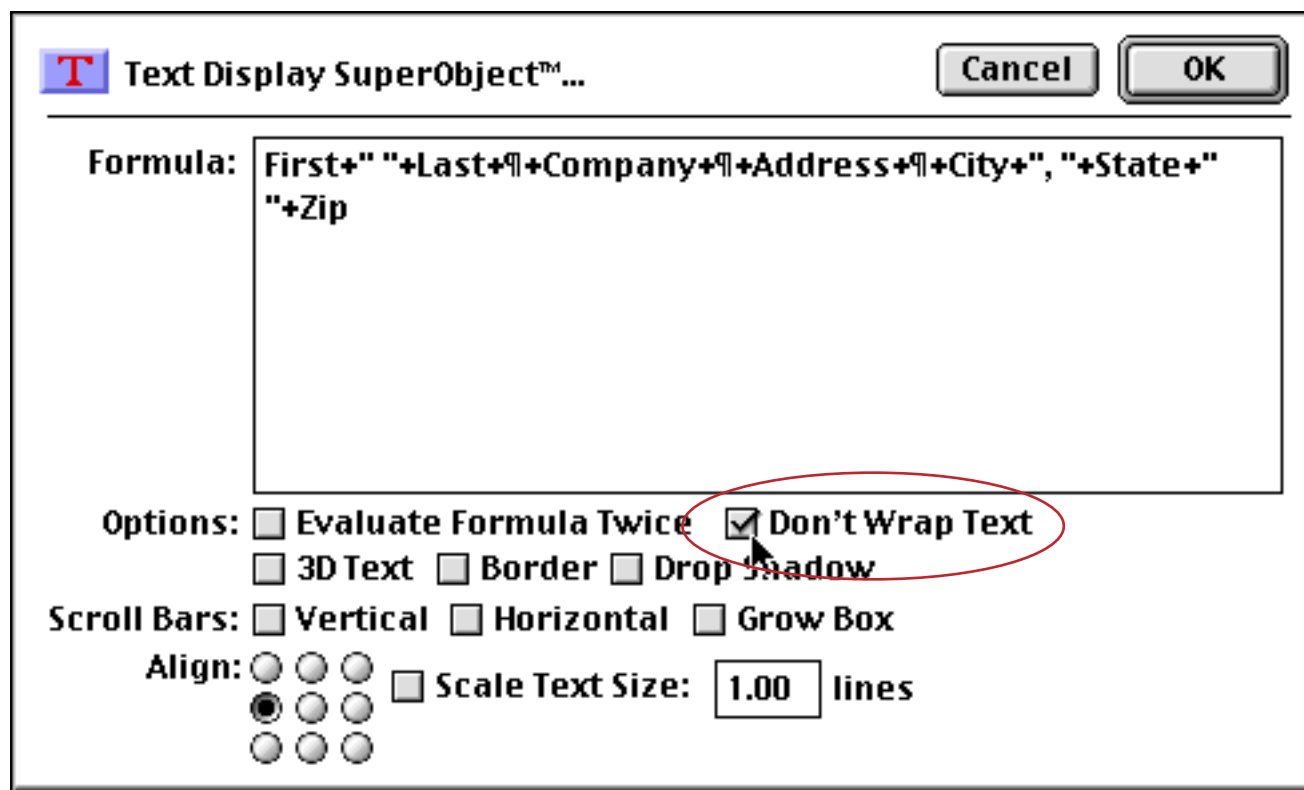 T Text Display SuperObject™...
Cancel
OK
Formula:
First+" "+Last+¶+Company+¶+Address+¶+City+", "+State+"
"+Zip
Options: Evaluate Formula Twice Don't Wrap Text
3D Text Border Drop Shadow
Scroll Bars: Vertical Horizontal Grow Box
Align:
Scale Text Size: 1.00 lines